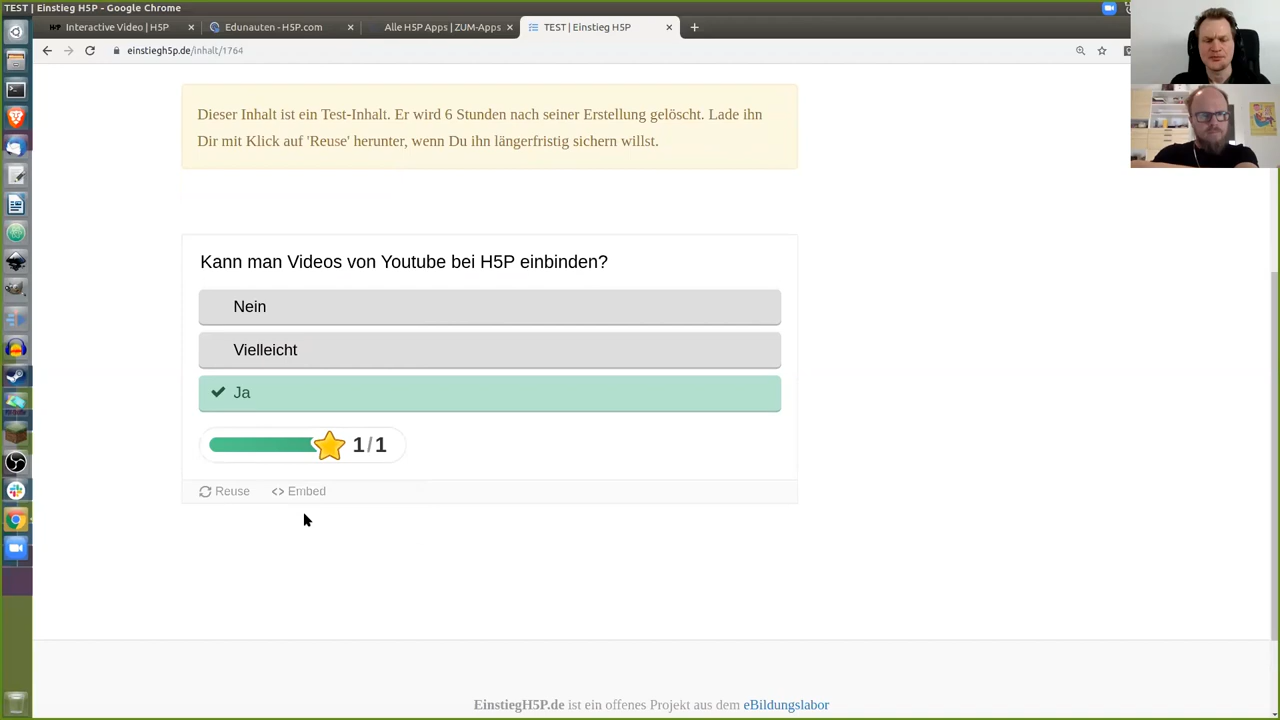 TEST | Einstieg H5P - Google Chrome
Interactive Video | H5P
Edunauten - H5P.com
Alle H5P Apps | ZUM-Apps
TEST | Einstieg H5P
einstiegh5p.de/inhalt/1764
Dieser Inhalt ist ein Test-Inhalt. Er wird 6 Stunden nach seiner Erstellung gelöscht. Lade ihn
Dir mit Klick auf 'Reuse' herunter, wenn Du ihn längerfristig sichern willst.
Kann man Videos von Youtube bei H5P einbinden?
Nein
Vielleicht
Ja
1/1
Reuse
<> Embed
EinstiegH5P.de ist ein offenes Projekt aus dem eBildungslabor